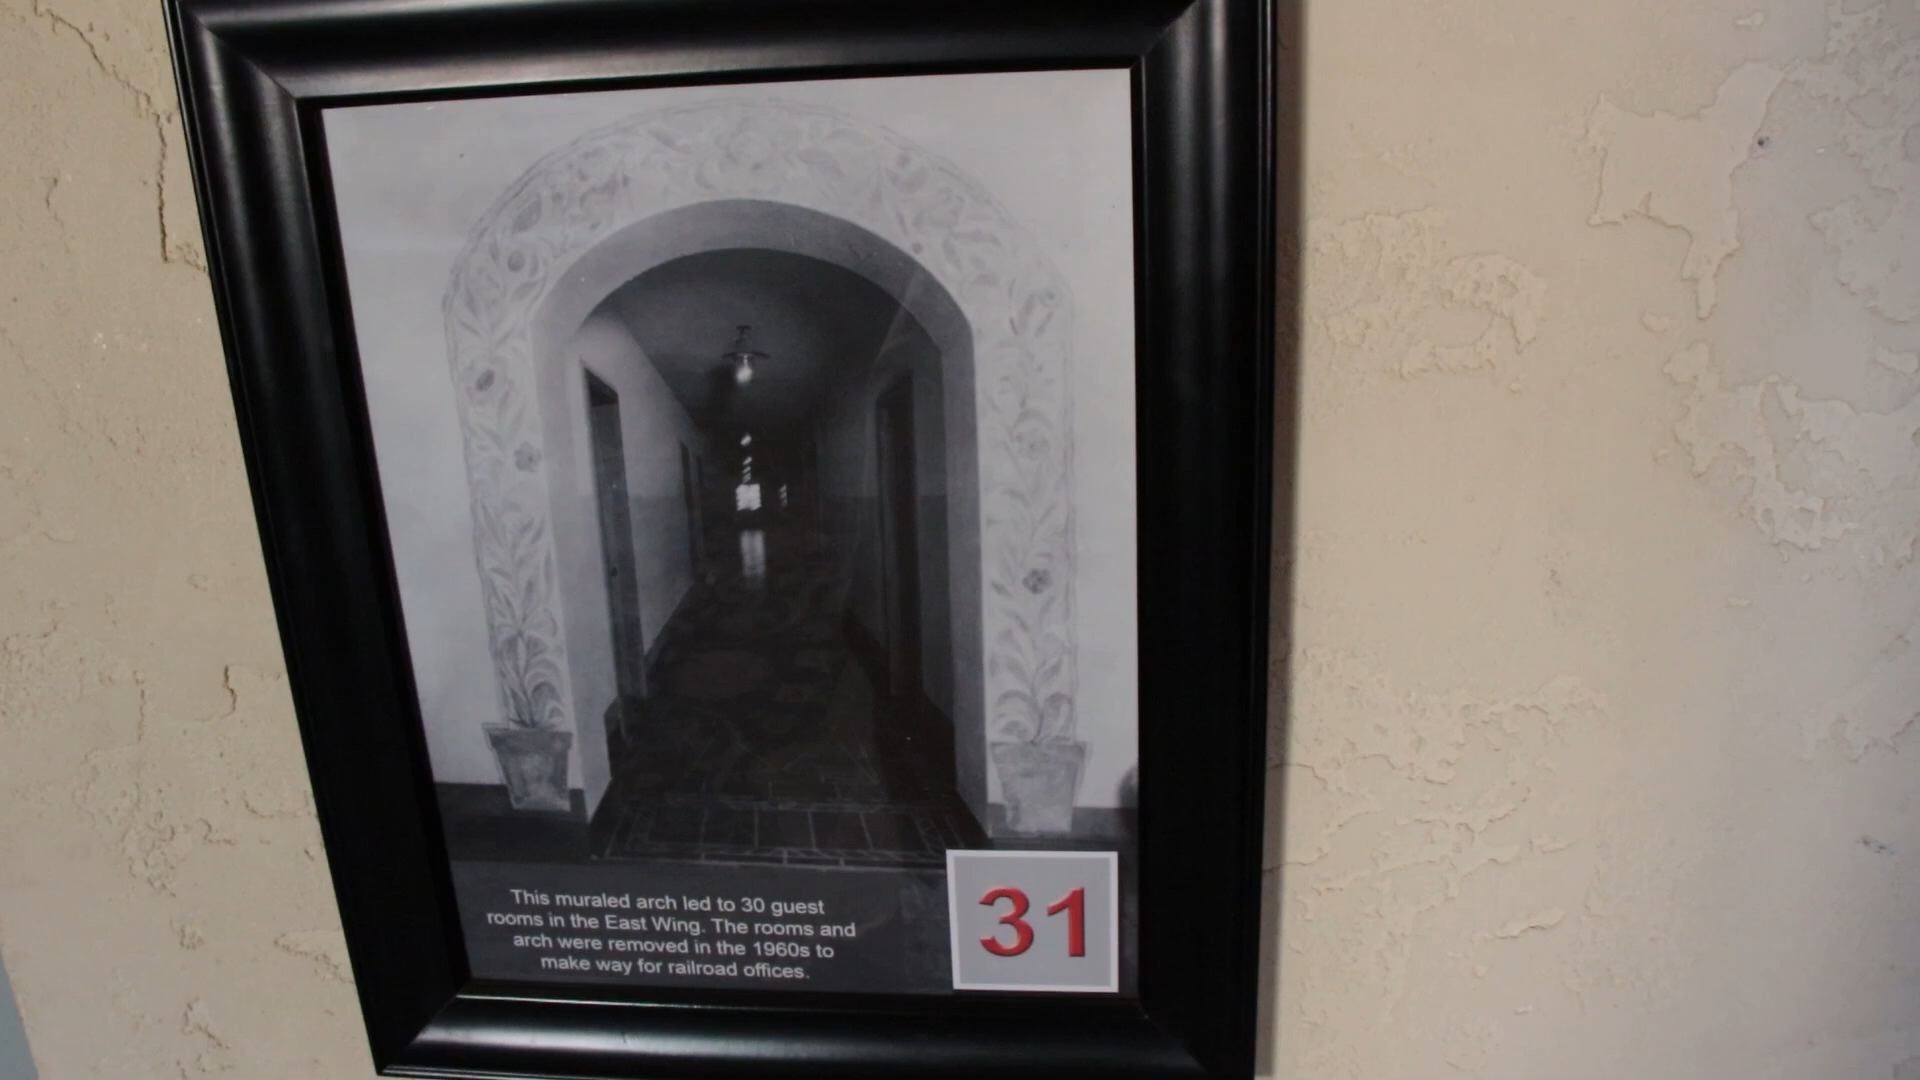 This muraled arch led to 30 guest
rooms in the East Wing. The rooms and
arch were removed in the 1960s to
make way for railroad offices.
31